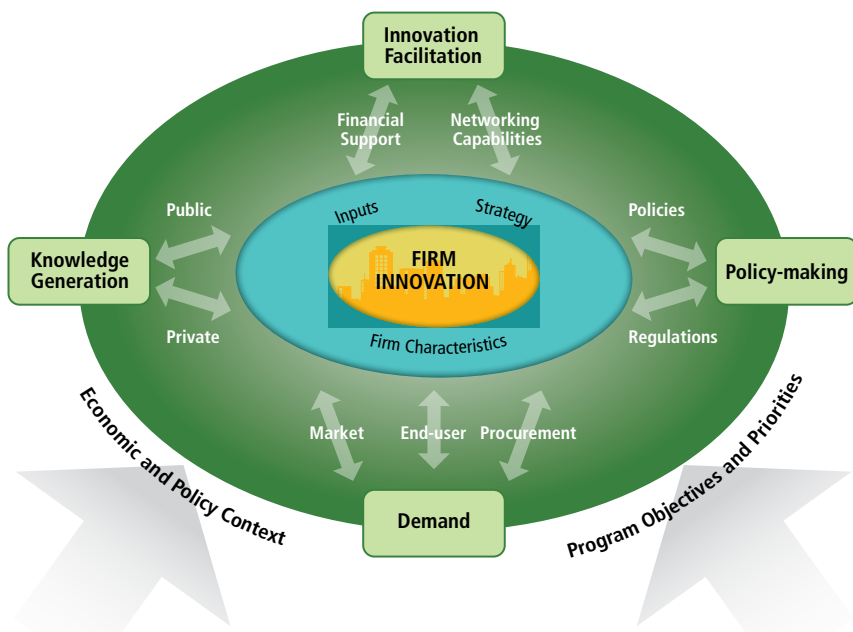 Innovation
Facilitation
Financial
Support
Networking
Capabilities
Public
Inputs
Strategy
Policies
Knowledge
Generation
FIRM
INNOVATION
Policy-making
Private
Firm Characteristics
Regulations
Market
End-user
Procurement
Economic and Policy Context
Demand
Program Objectives and Priorities